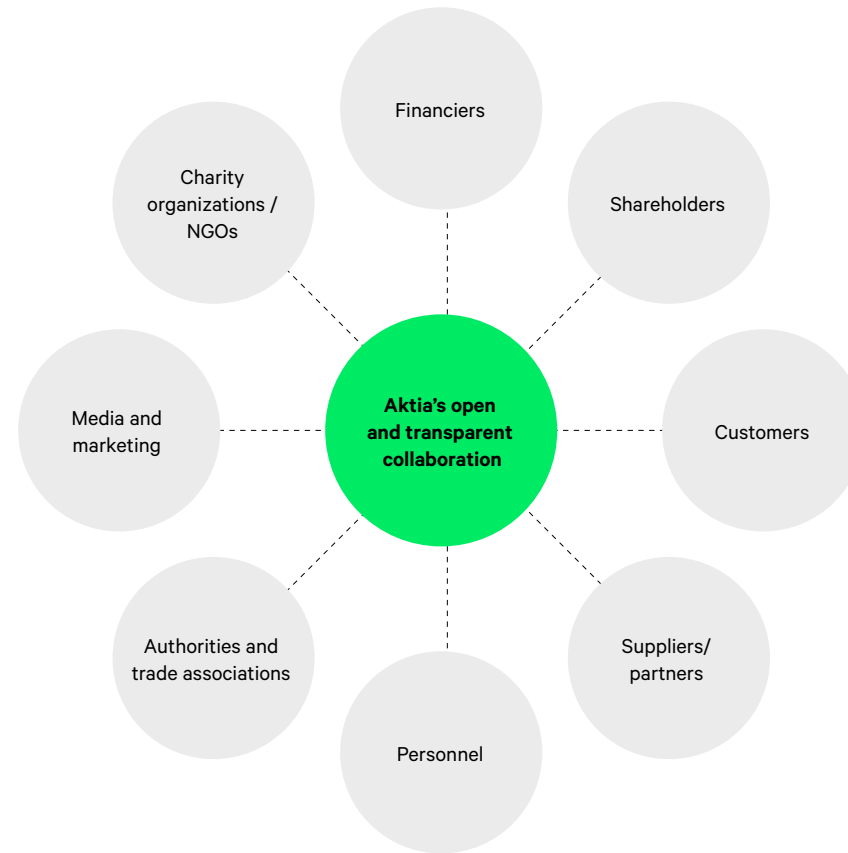 Financiers
Charity
organizations /
NGOs
Shareholders
Aktia’s open
and transparent
collaboration
Media and
marketing
Customers
Authorities and
trade associations
Suppliers/
partners
Personnel